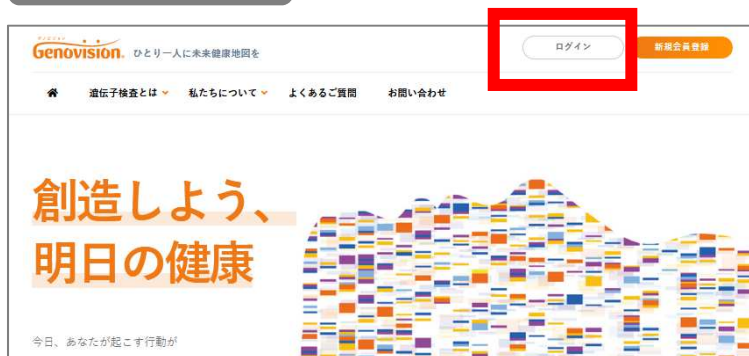 Genovision. ひとり一人に未来健康地図を
ログイン
新規会員登録
遺伝子検査とは
私たちについて
よくあるご質問
お問い合わせ
創造しよう、
明日の健康
今日、あなたが起こす行動が